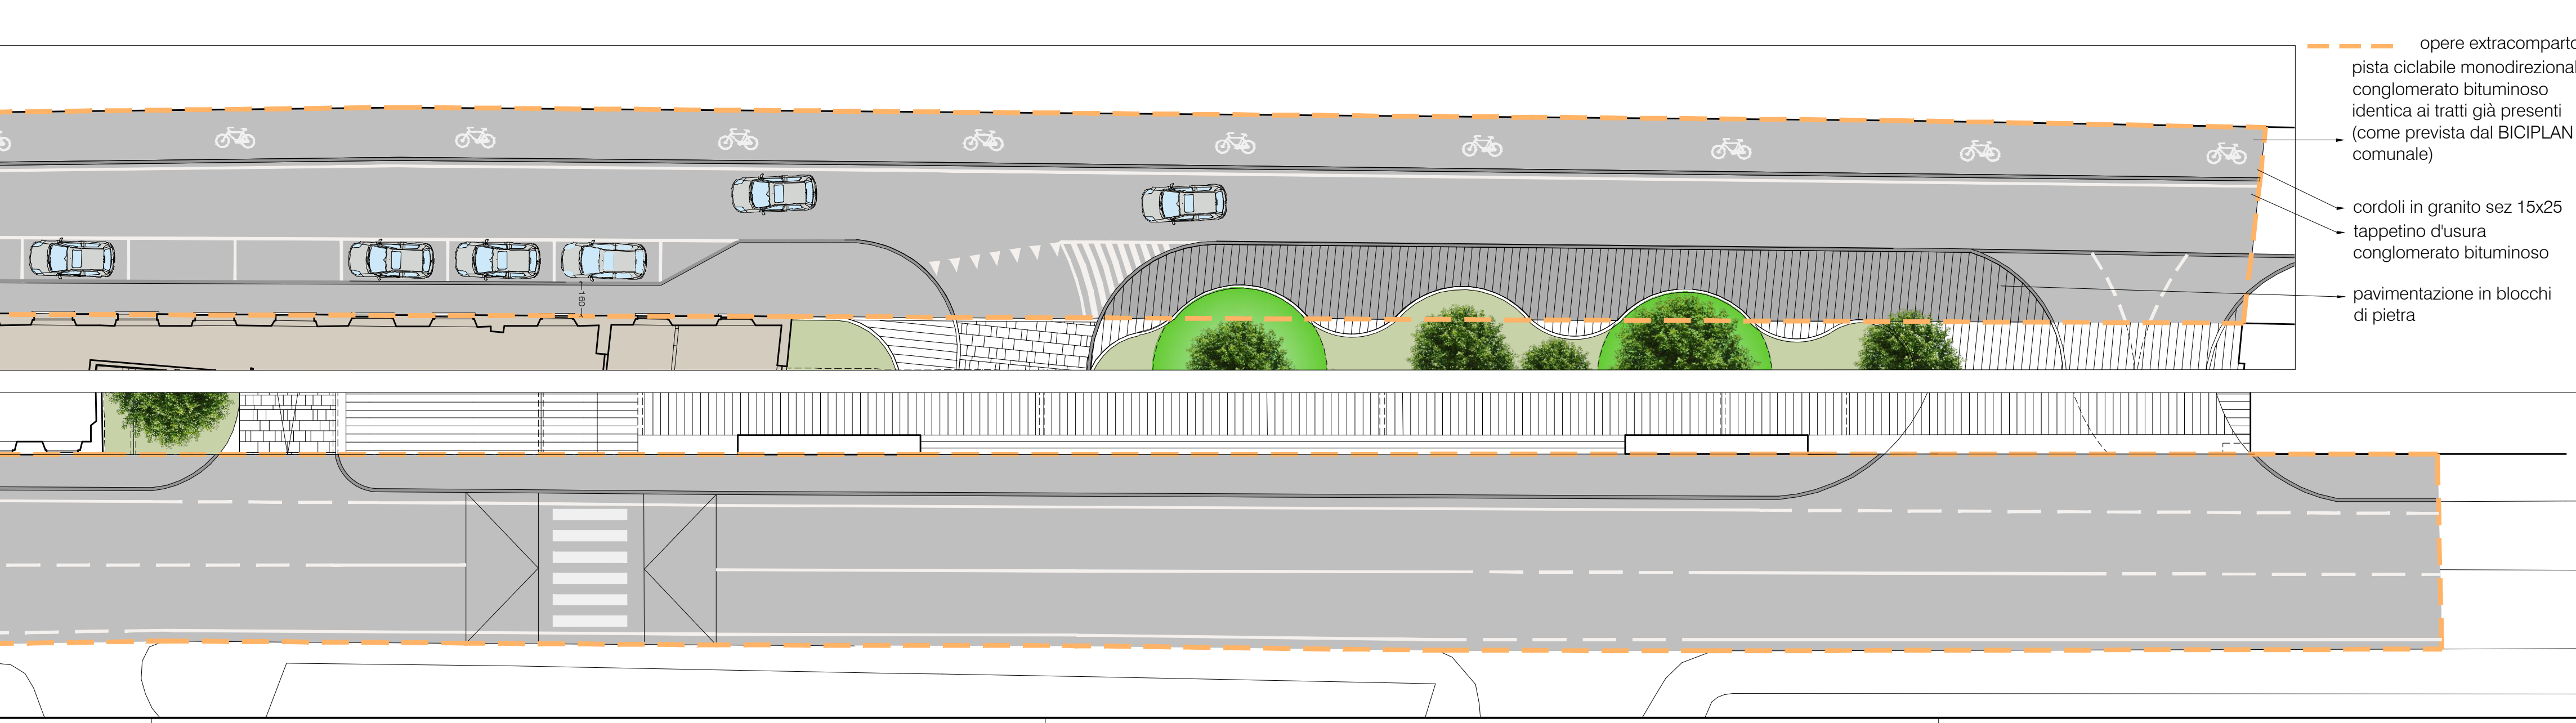 opere extracomparto
pista ciclabile monodirezional
conglomerato bituminoso
identica ai tratti già presenti
(come prevista dal BICIPLAN
comunale)
cordoli in granito sez 15x25
tappetino d'usura
conglomerato bituminoso
pavimentazione in blocchi
di pietra
160